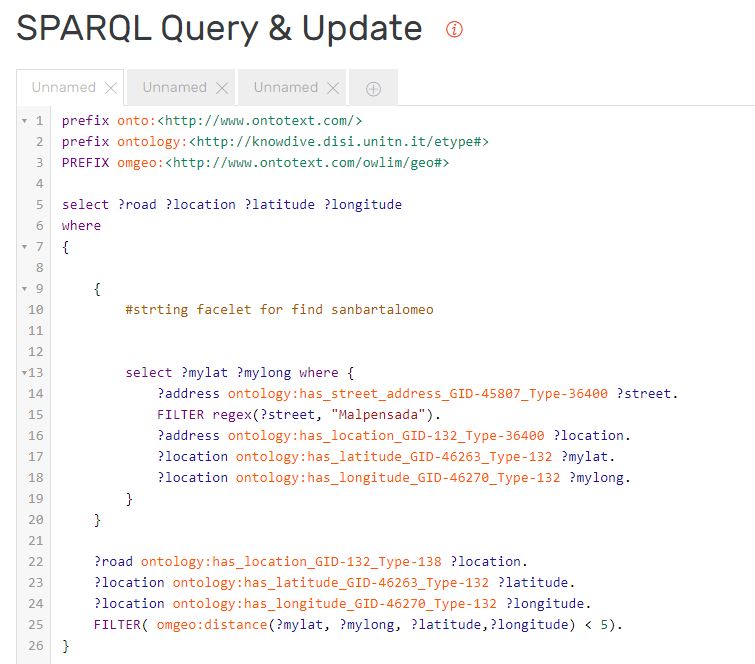 SPARQL Query & Update
Unnamed Unnamed Unnamed
1 prefix onto:<http://www.ontotext.com/>
2 prefix ontology:<http://knowdive.disi.unitn.it/etype#>
3 PREFIX omgeo:<http://www.ontotext.com/owlim/geo#>
4
5 select ?road ?location ?latitude ?longitude
6 where
7 {
8
9 {
10 #strting facelet for find sanbartalomeo
11
12
13 select ?mylat ?mylong where {
14 ?address ontology:has_street_address_GID-45807_Type-36400 ?street.
15 FILTER regex(?street, "Malpensada").
16 ?address ontology:has_location_GID-132_Type-36400 ?location.
17 ?location ontology:has_latitude_GID-46263_Type-132 ?mylat.
18 ?location ontology:has_longitude_GID-46270_Type-132 ?mylong.
19 }
20 }
21
22 ?road ontology:has_location_GID-132_Type-138 ?location.
23 ?location ontology:has_latitude_GID-46263_Type-132 ?latitude.
24 ?location ontology:has_longitude_GID-46270_Type-132 ?longitude.
25 FILTER( omgeo:distance(?mylat, ?mylong, ?latitude,?longitude) < 5).
26 }